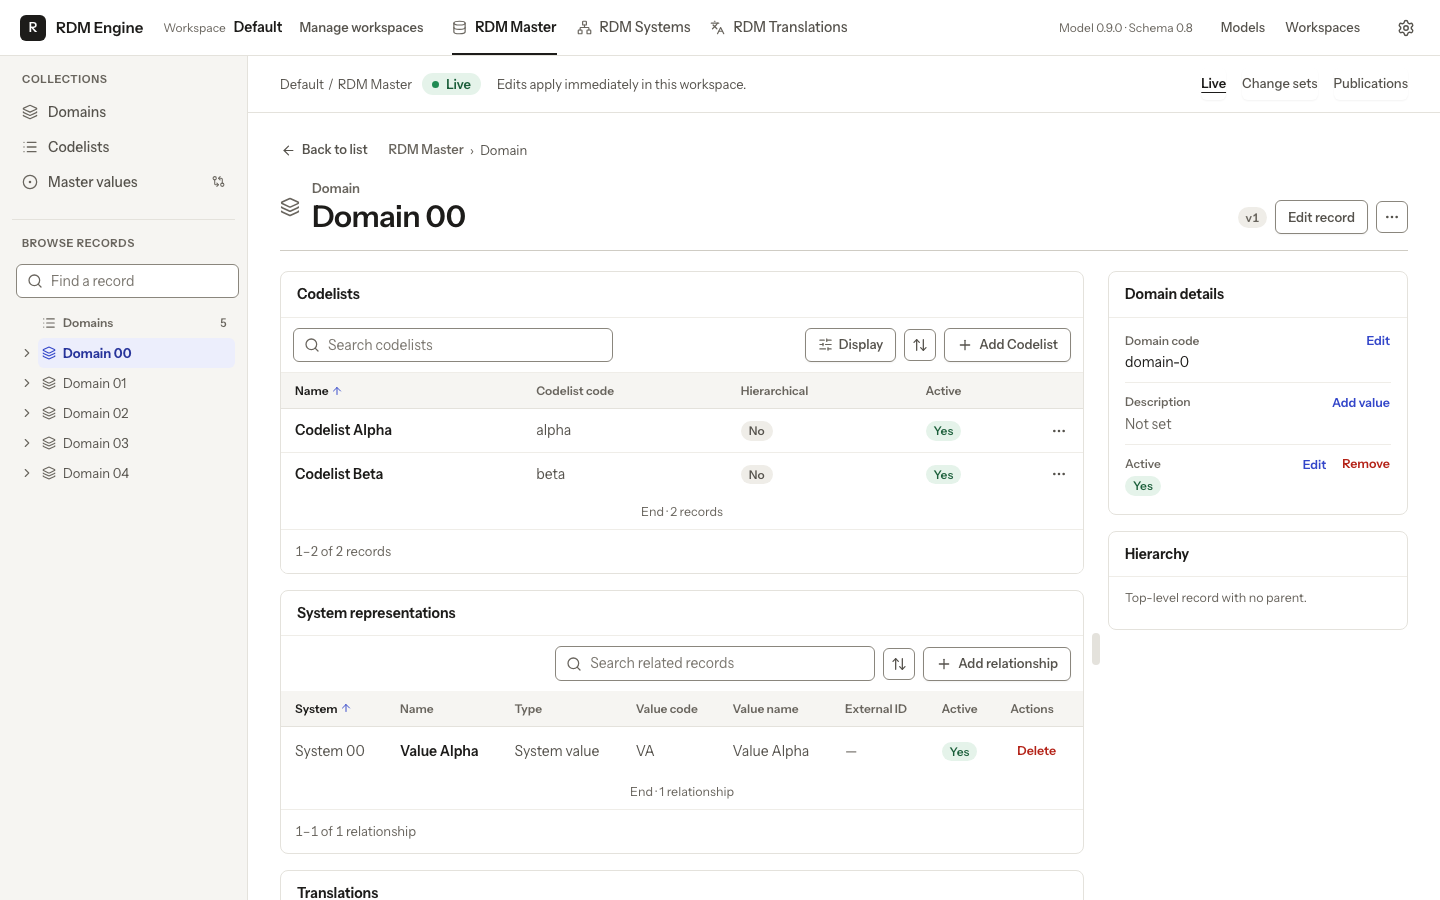 R RDM Engine Workspace Default Manage workspaces RDM Master RDM Systems RDM Translations Model 0.9.0 · Schema 0.8 Models Workspaces
COLLECTIONS
Domains
Codelists
Master values
BROWSE RECORDS
Find a record
Domains 5
Domain 00
Domain 01
Domain 02
Domain 03
Domain 04
Default / RDM Master Live Edits apply immediately in this workspace. Live Change sets Publications
Back to list RDM Master › Domain
Domain
Domain 00 v1 Edit record ...
Codelists
Search codelists Display Add Codelist
Name ↑ Codelist code Hierarchical Active
Codelist Alpha alpha No Yes ...
Codelist Beta beta No Yes ...
End · 2 records
1–2 of 2 records
System representations
Search related records Add relationship
System ↑ Name Type Value code Value name External ID Active Actions
System 00 Value Alpha System value VA Value Alpha — Yes Delete
End · 1 relationship
1–1 of 1 relationship
Translations
Domain details
Domain code Edit
domain-0
Description Add value
Not set
Active Edit Remove
Yes
Hierarchy
Top-level record with no parent.